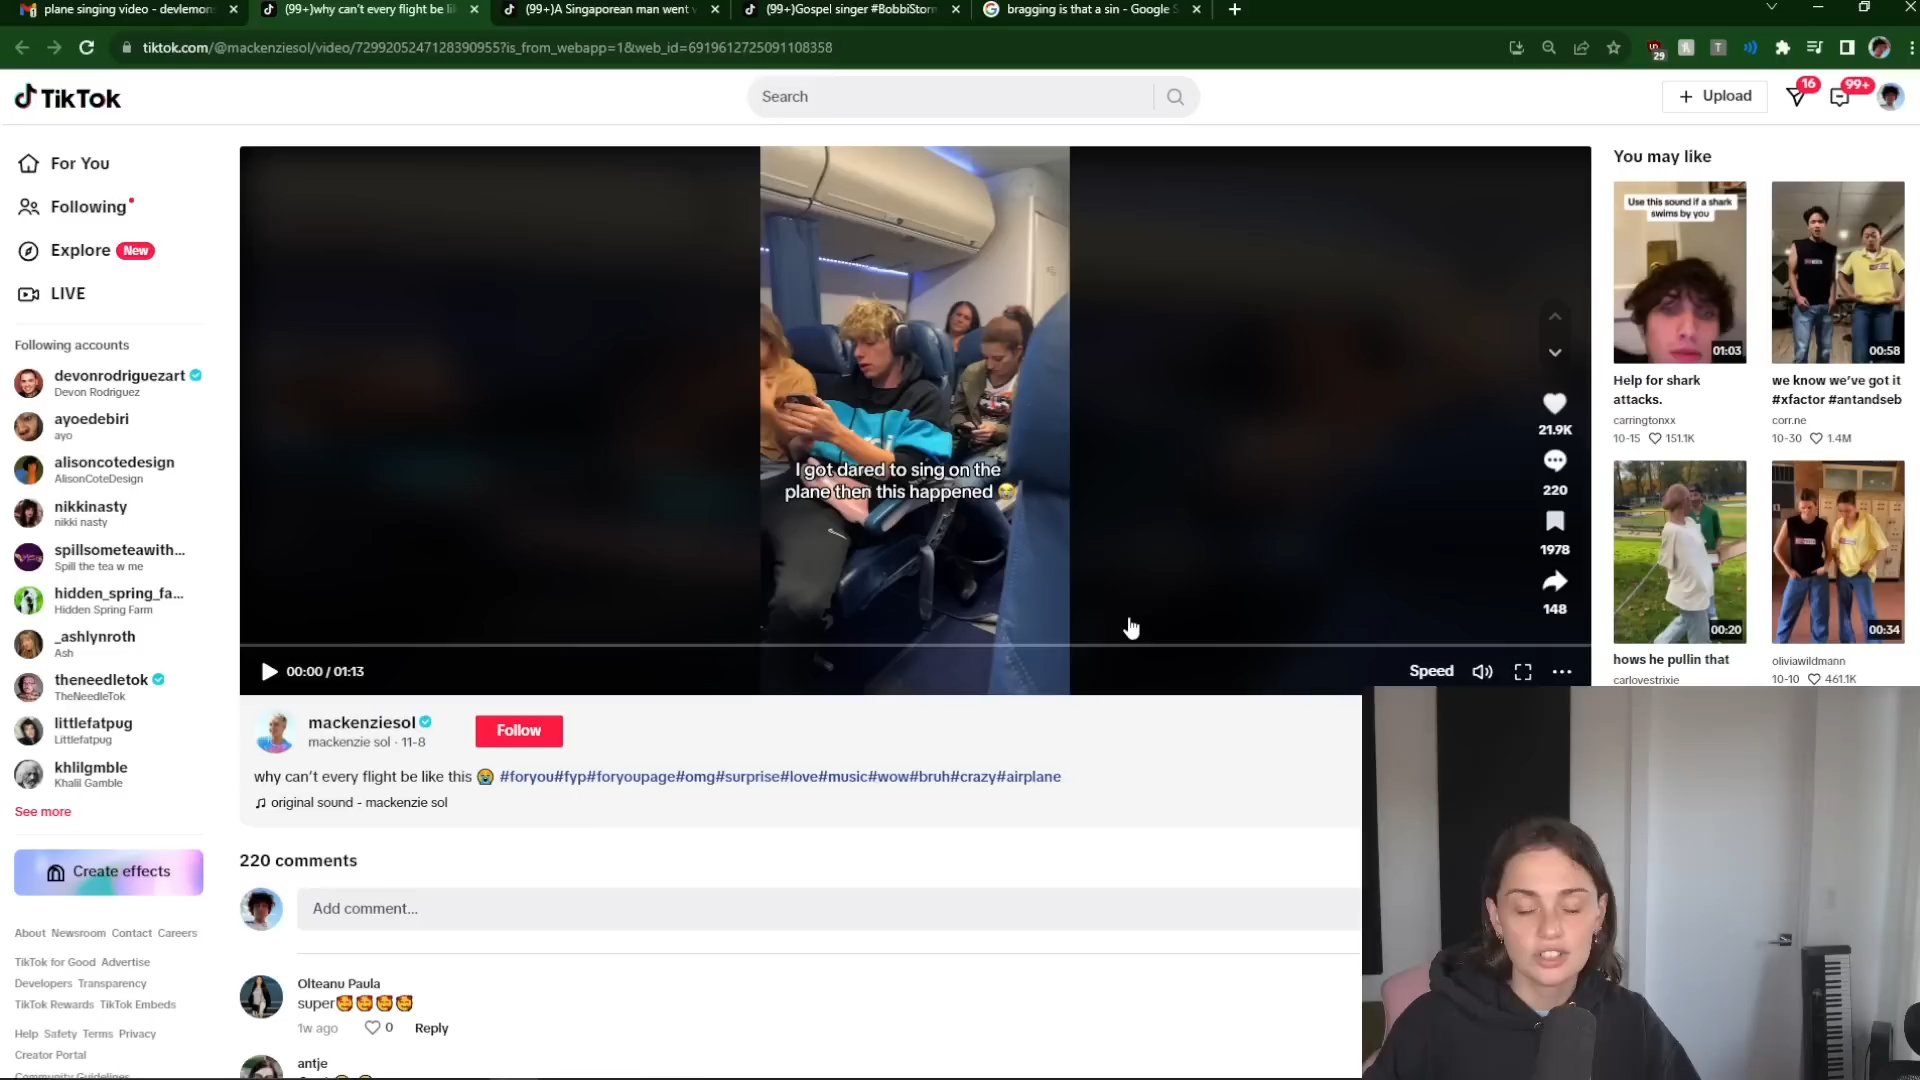 plane singing video - devlemon
(99+)why can't every flight be li
(99+)A Singaporean man went
(99+)Gospel singer #BobbiStorm
bragging is that a sin - Google S
tiktok.com/@mackenziesol/video/7299205247128390955?is_from_webapp=1&web_id=6919612725091108358
29
TikTok
Search
+ Upload
16
99+
For You
Following
Explore New
LIVE
Following accounts
devonrodriguezart
Devon Rodriguez
ayoedebiri
ayo
alisoncotedesign
AlisonCoteDesign
nikkinasty
nikki nasty
spillsometeawith...
Spill the tea w me
hidden_spring_fa...
Hidden Spring Farm
_ashlynroth
Ash
theneedletok
TheNeedleTok
littlefatpug
Littlefatpug
khlilgmble
Khalil Gamble
See more
Create effects
About Newsroom Contact Careers
TikTok for Good Advertise
Developers Transparency
TikTok Rewards TikTok Embeds
Help Safety Terms Privacy
Creator Portal
Community Guidelines
I got dared to sing on the
plane then this happened 😭
21.9K
220
1978
148
00:00 / 01:13
Speed
mackenziesol
mackenzie sol · 11-8
Follow
why can't every flight be like this 😭 #foryou#fyp#foryoupage#omg#surprise#love#music#wow#bruh#crazy#airplane
original sound - mackenzie sol
220 comments
Add comment...
Olteanu Paula
super🥰🥰🥰🥰
1w ago 0 Reply
antje
You may like
Use this sound if a shark
swims by you
01:03
Help for shark
attacks.
carringtonxx
10-15 151.1K
00:58
we know we've got it
#xfactor #antandseb
corr.ne
10-30 1.4M
00:20
hows he pullin that
carlovestrixie
00:34
oliviawildmann
10-10 461.1K